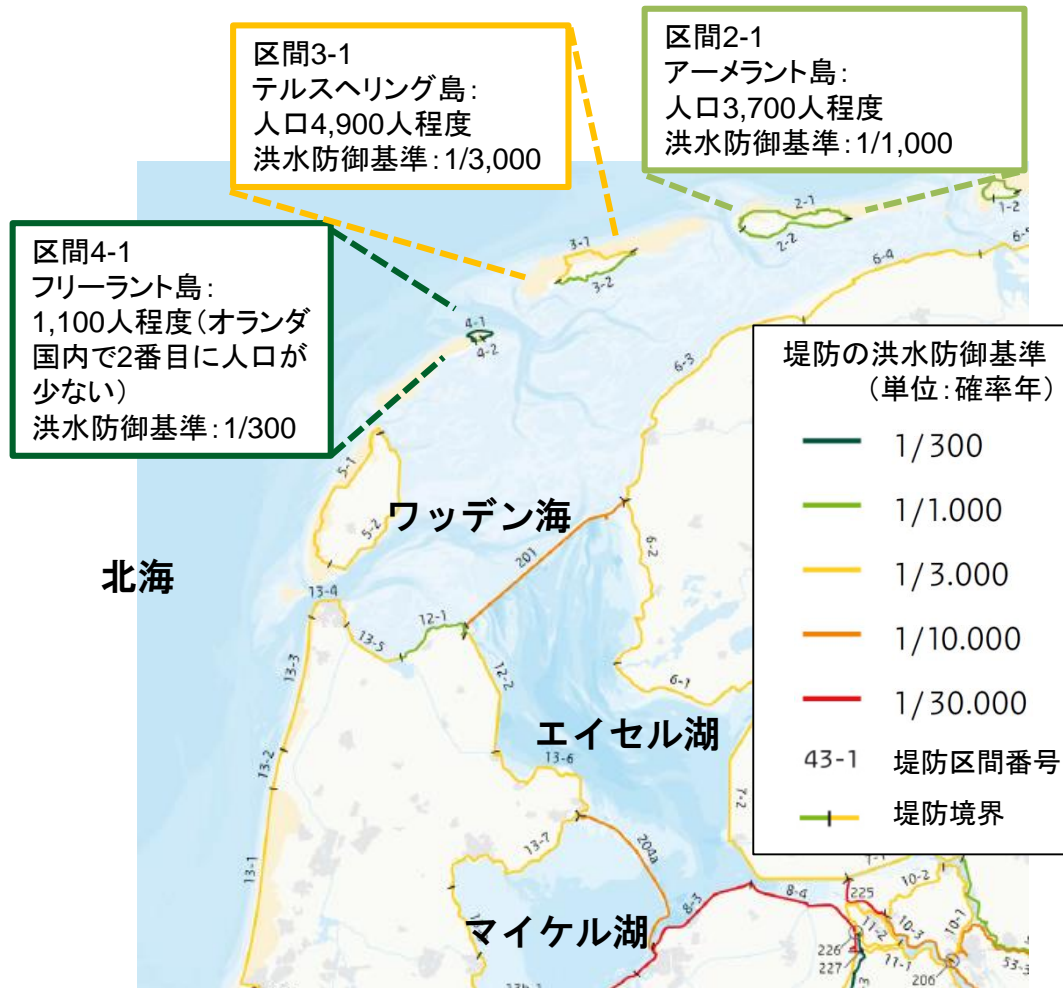 区間3-1
テルスヘリング島：
人口4,900人程度
洪水防御基準：1/3,000
区間2-1
アーメラント島：
人口3,700人程度
洪水防御基準：1/1,000
区間4-1
フリーラント島：
1,100人程度（オランダ
国内で2番目に人口が
少ない）
洪水防御基準：1/300
2-1
2-2
1-2
3-1
3-2
6-4
4-1
4-2
6-3
5-1
5-2
ワッデン海
北海
201
6-2
13-4
12-1
13-5
12-2
13-3
6-1
エイセル湖
13-6
13-2
7-2
13-7
204a
13-1
8-3
8-4
マイケル湖
225
10-2
7-1
11-2
10-3
10-1
226
227
11-1
206
53-3
堤防の洪水防御基準
（単位：確率年）
1/300
1/1.000
1/3.000
1/10.000
1/30.000
43-1 堤防区間番号
堤防境界